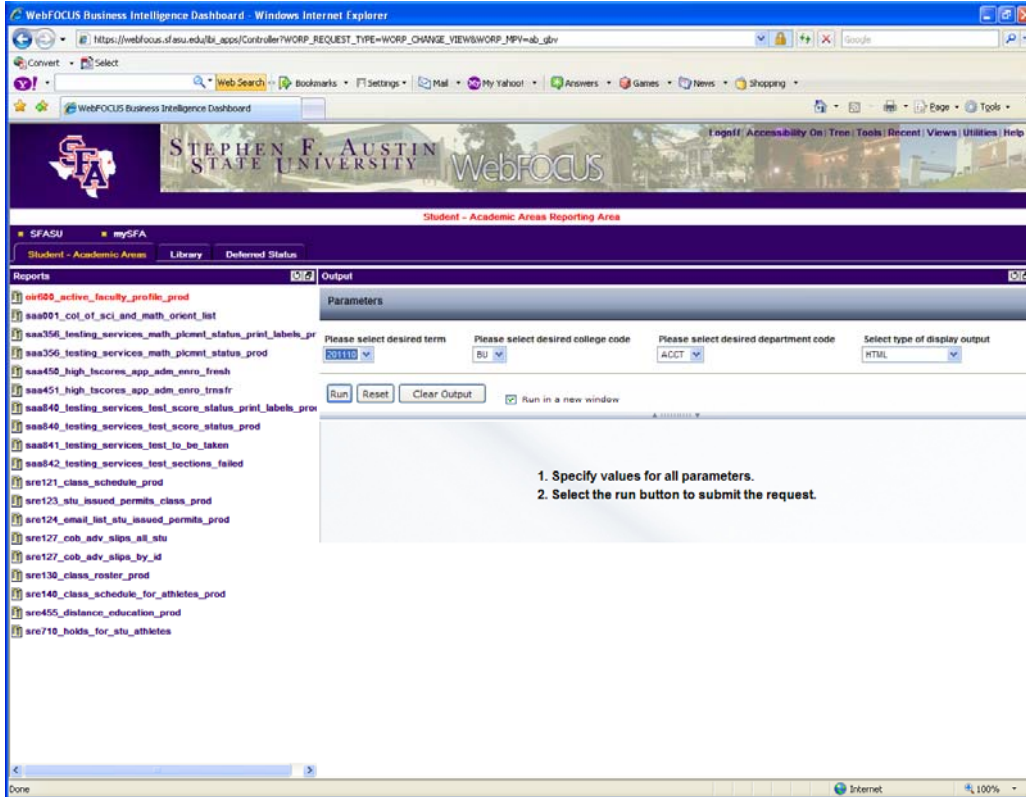 WebFOCUS Business Intelligence Dashboard - Windows Internet Explorer
https://webfocus.sfasu.edu/ibi_apps/Controller?WORP_REQUEST_TYPE=WORP_CHANGE_VIEW&WORP_MPV=ab_gbv
Google
Convert Select
Y! Web Search Bookmarks Settings Mail My Yahoo! Answers Games News Shopping
WebFOCUS Business Intelligence Dashboard Page Tools
Logoff Accessibility On Tree Tools Recent Views Utilities Help
SFA
STEPHEN F. AUSTIN
STATE UNIVERSITY
WebFOCUS
Student - Academic Areas Reporting Area
SFASU mySFA
Student - Academic Areas Library Deferred Status
Reports
Output
oirf600_active_faculty_profile_prod
saa001_col_of_sci_and_math_orient_list
saa356_testing_services_math_plcmnt_status_print_labels_pr
saa356_testing_services_math_plcmnt_status_prod
saa450_high_tscores_app_adm_enro_fresh
saa451_high_tscores_app_adm_enro_trnsfr
saa840_testing_services_test_score_status_print_labels_pro
saa840_testing_services_test_score_status_prod
saa841_testing_services_test_to_be_taken
saa842_testing_services_test_sections_failed
sre121_class_schedule_prod
sre123_stu_issued_permits_class_prod
sre124_email_list_stu_issued_permits_prod
sre127_cob_adv_slips_all_stu
sre127_cob_adv_slips_by_id
sre130_class_roster_prod
sre140_class_schedule_for_athletes_prod
sre455_distance_education_prod
sre710_holds_for_stu_athletes
Parameters
Please select desired term Please select desired college code Please select desired department code Select type of display output
201110 BU ACCT HTML
Run Reset Clear Output Run in a new window
1. Specify values for all parameters.
2. Select the run button to submit the request.
Done Internet 100%